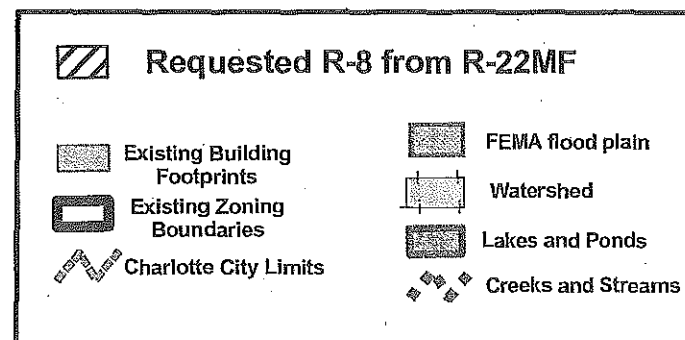 Requested R-8 from R-22MF
Existing Building
Footprints
Existing Zoning
Boundaries
Charlotte City Limits
FEMA flood plain
Watershed
Lakes and Ponds
Creeks and Streams